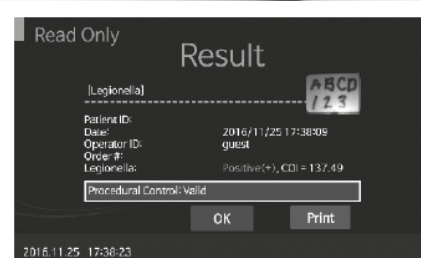 Read Only
Result
[Legionella]
ABCD
123
Patient ID:
Date: 2016/11/25 17:38:09
Operator ID: guest
Order #:
Legionella: Positive(+), COI = 137.49
Procedural Control: Valid
OK Print
2016.11.25 17:38:23